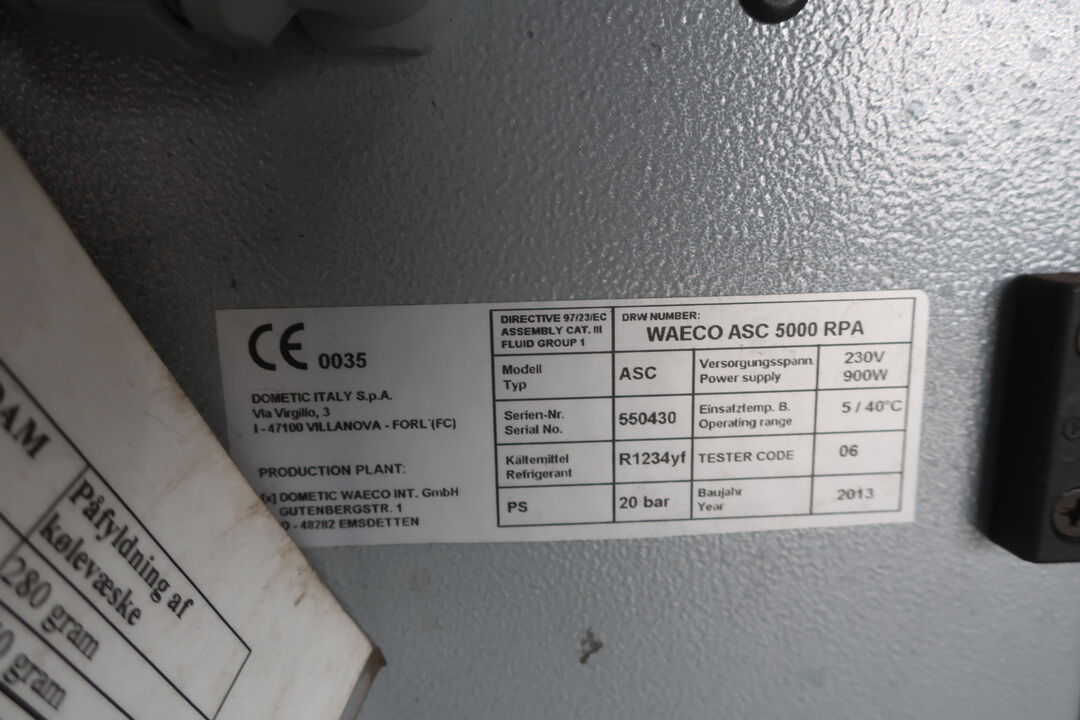 CE 0035
DOMETIC ITALY S.p.A.
Via Virgilio, 3
I - 47100 VILLANOVA - FORL´(FC)
PRODUCTION PLANT:
[x] DOMETIC WAECO INT. GmbH
GUTENBERGSTR. 1
D - 48282 EMSDETTEN
DIRECTIVE 97/23/EC
ASSEMBLY CAT. III
FLUID GROUP 1
DRW NUMBER:
WAECO ASC 5000 RPA
Modell
Typ
ASC
Versorgungsspann.
Power supply
230V
900W
Serien-Nr.
Serial No.
550430
Einsatztemp. B.
Operating range
5 / 40°C
Kältemittel
Refrigerant
R1234yf
TESTER CODE
06
PS
20 bar
Baujahr
Year
2013
Påfyldning af
kølevæske
280 gram
gram